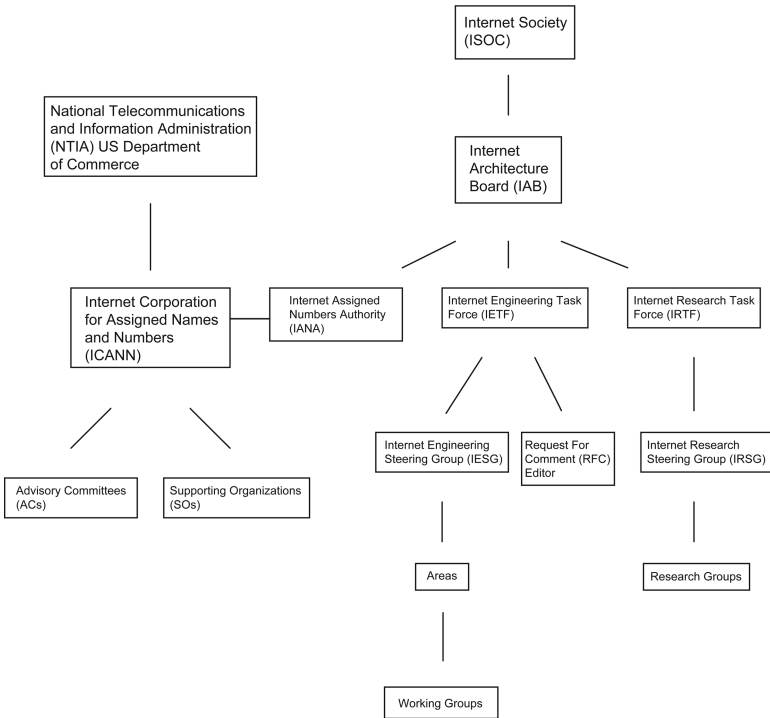 Internet Society
(ISOC)
National Telecommunications
and Information Administration
(NTIA) US Department
of Commerce
Internet
Architecture
Board (IAB)
Internet Corporation
for Assigned Names
and Numbers
(ICANN)
Internet Assigned
Numbers Authority
(IANA)
Internet Engineering Task
Force (IETF)
Internet Research Task
Force (IRTF)
Internet Engineering
Steering Group (IESG)
Request For
Comment (RFC)
Editor
Internet Research
Steering Group (IRSG)
Advisory Committees
(ACs)
Supporting Organizations
(SOs)
Areas
Research Groups
Working Groups